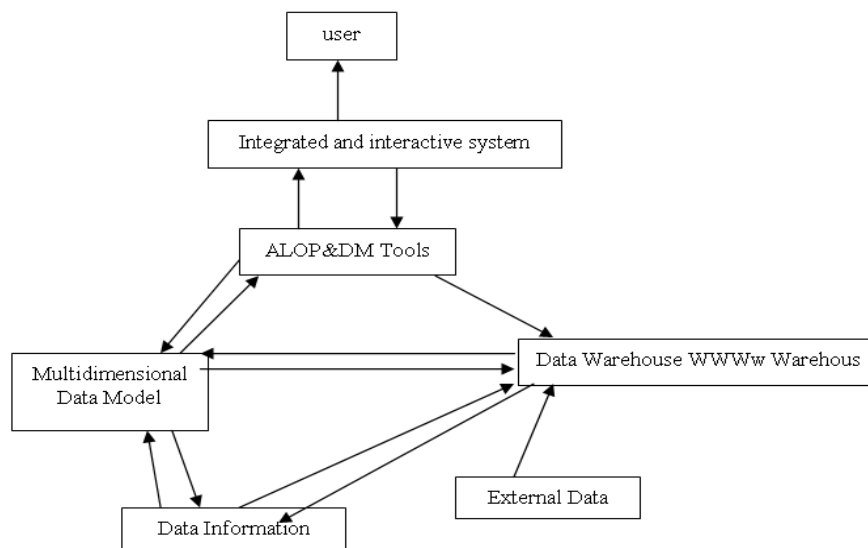 user
Integrated and interactive system
ALOP&DM Tools
Multidimensional
Data Model
Data Warehouse WWWw Warehous
External Data
Data Information